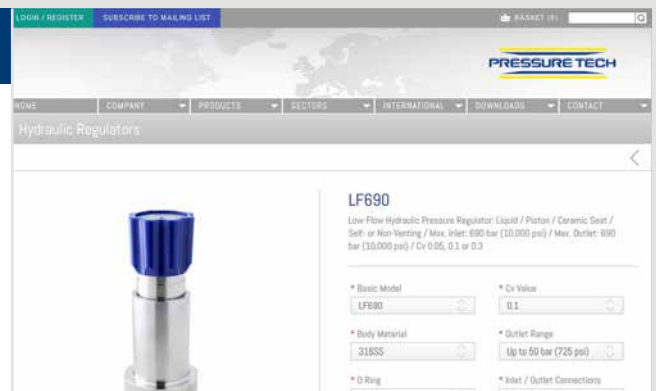 LOGIN / REGISTER SUBSCRIBE TO MAILING LIST BASKET (0)
PRESSURE TECH
HOME COMPANY PRODUCTS SECTORS INTERNATIONAL DOWNLOADS CONTACT
Hydraulic Regulators
LF690
Low-Flow Hydraulic Pressure Regulator: Liquid / Piston / Ceramic Seat /
Self- or Non-Venting / Max. Inlet: 690 bar (10,000 psi) / Max. Outlet: 690
bar (10,000 psi) / Cv 0.05, 0.1 or 0.3
* Basic Model * Cv Value
LF690 0.1
* Body Material * Outlet Range
316SS Up to 50 bar (725 psi)
* O Ring * Inlet / Outlet Connections